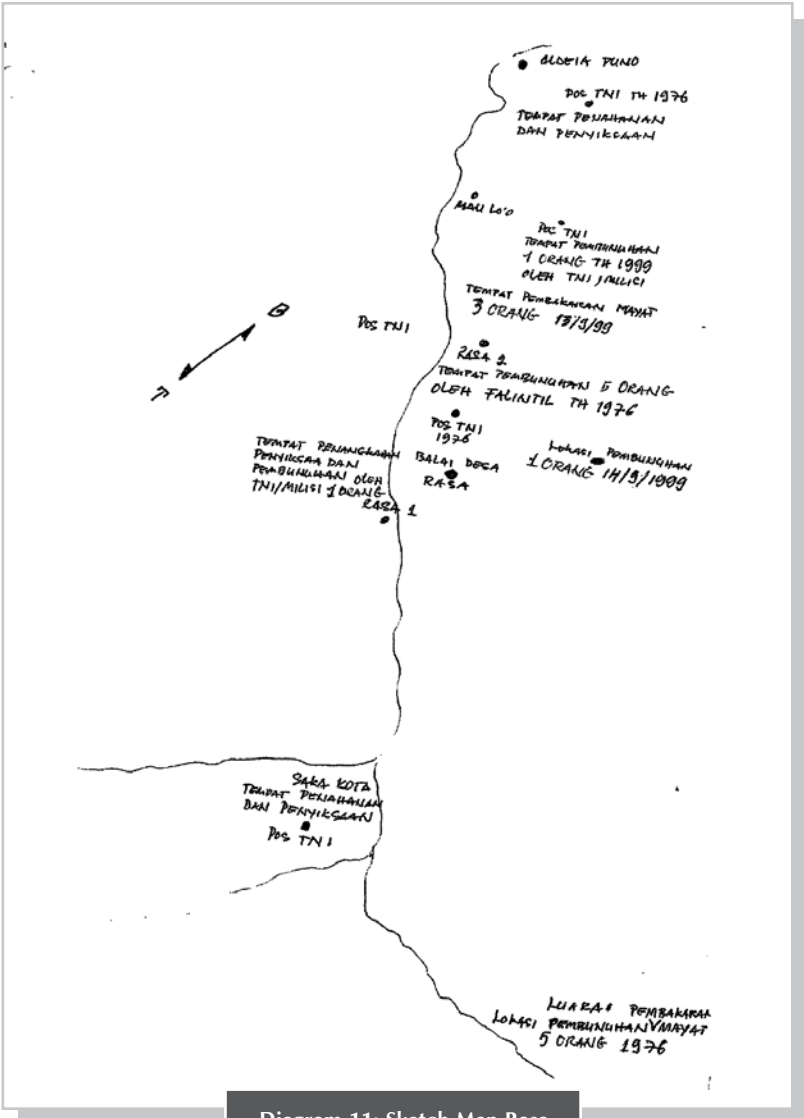 ALDEIA PUNO
POS TNI TH 1976
TEMPAT PENAHANAN
DAN PENYIKSAAN
MAU LO'O
POS TNI
TEMPAT PEMBUNUHAN
1 ORANG TH 1999
OLEH TNI / MILISI
TEMPAT PEMBAKARAN MAYAT
3 ORANG 13/9/99
B
POS TNI
T
RASA 2
TEMPAT PEMBUNUHAN 5 ORANG
OLEH FALINTIL TH 1976
POS TNI
1976
BALAI DESA
RASA
LOKASI PEMBUNUHAN
1 ORANG 14/9/1999
TEMPAT PENANGKAAN
PENYIKSAA DAN
PEMBUNUHAN OLEH
TNI/MILISI 1 ORANG
RASA 1
SAKA KOTA
TEMPAT PENAHANAN
DAN PENYIKSAAN
POS TNI
PEMBAKARAN
LOKASI PEMBUNUHAN V MAYAT
5 ORANG 1976
Diagram 11: Sketch Map Rasa